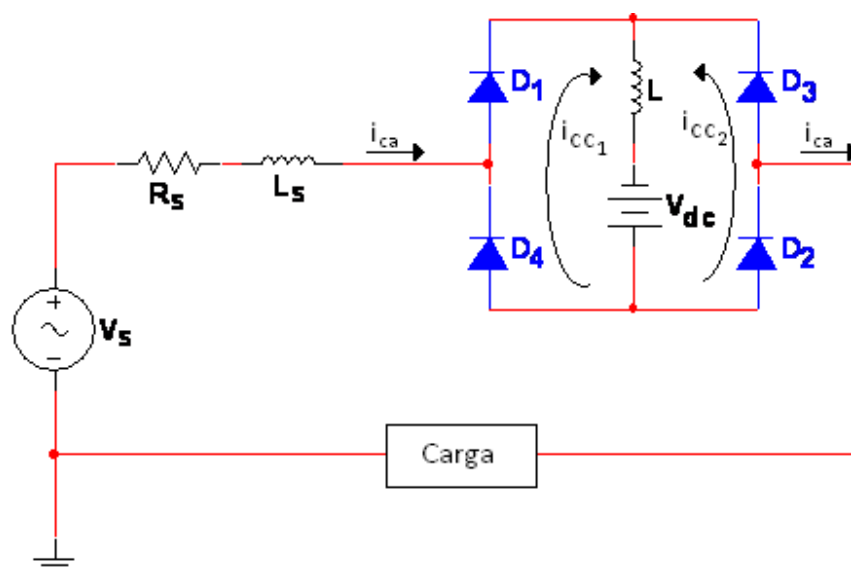 D1
D3
L
icc1
icc2
ica
ica
Rs
Ls
Vdc
D4
D2
+
Vs
−
Carga